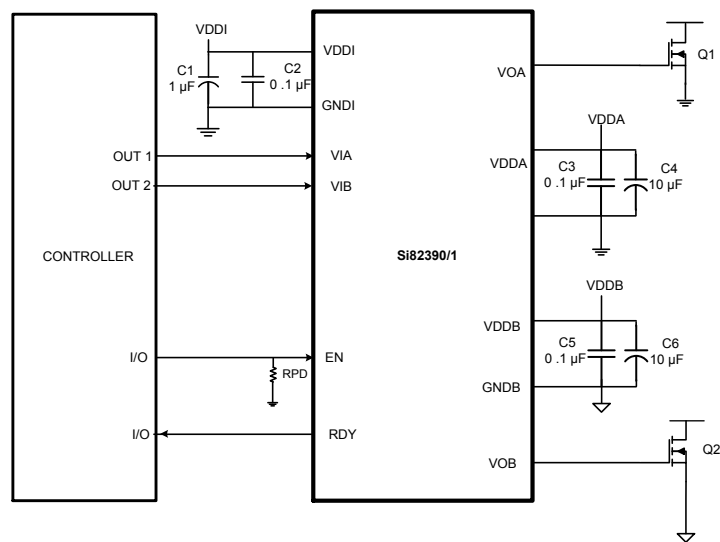 VDDI
C1
1 µF
C2
0 .1 µF
VDDI
GNDI
OUT 1
VIA
OUT 2
VIB
CONTROLLER
Si82390/1
I/O
EN
RPD
I/O
RDY
VOA
Q1
VDDA
VDDA
C3
0 .1 µF
C4
10 µF
VDDB
VDDB
C5
0 .1 µF
C6
10 µF
GNDB
VOB
Q2